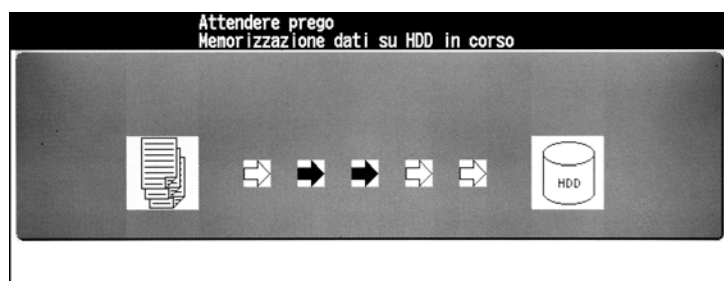 Attendere prego
Memorizzazione dati su HDD in corso
HDD